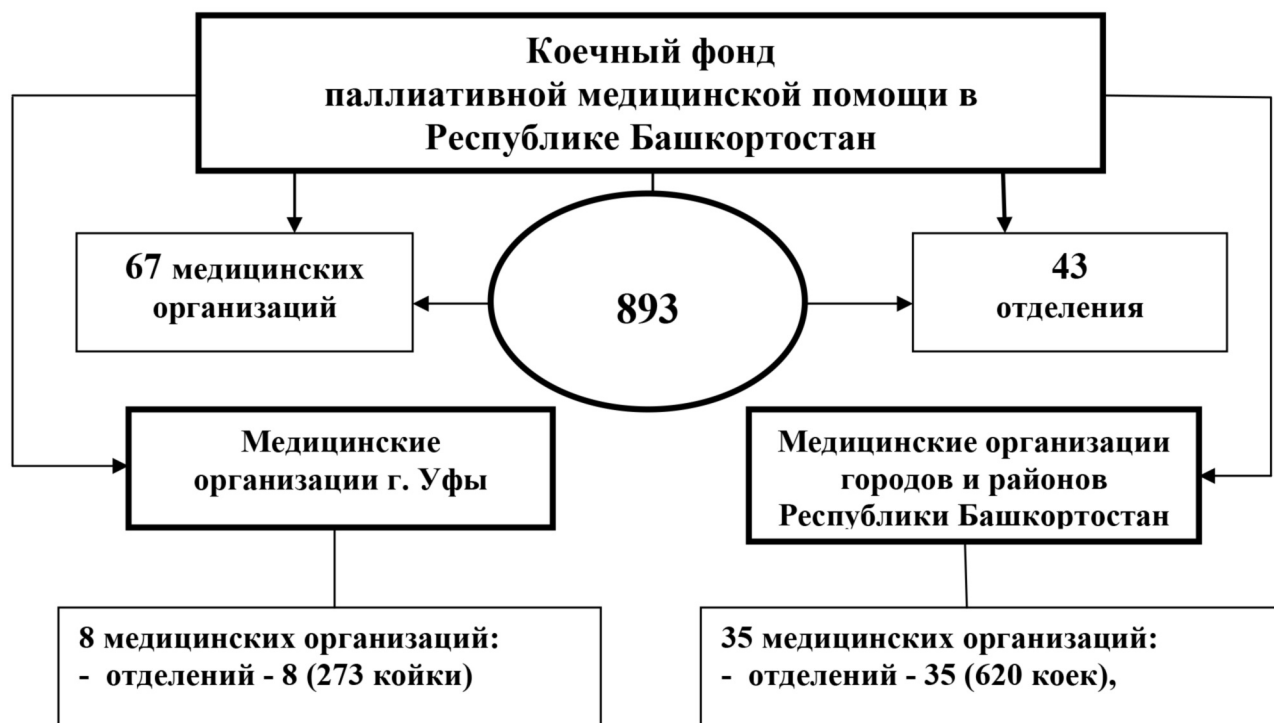 Коечный фонд
паллиативной медицинской помощи в
Республике Башкортостан
67 медицинских
организаций
893
43
отделения
Медицинские
организации г. Уфы
Медицинские организации
городов и районов
Республики Башкортостан
8 медицинских организаций:
- отделений - 8 (273 койки)
35 медицинских организаций:
- отделений - 35 (620 коек),